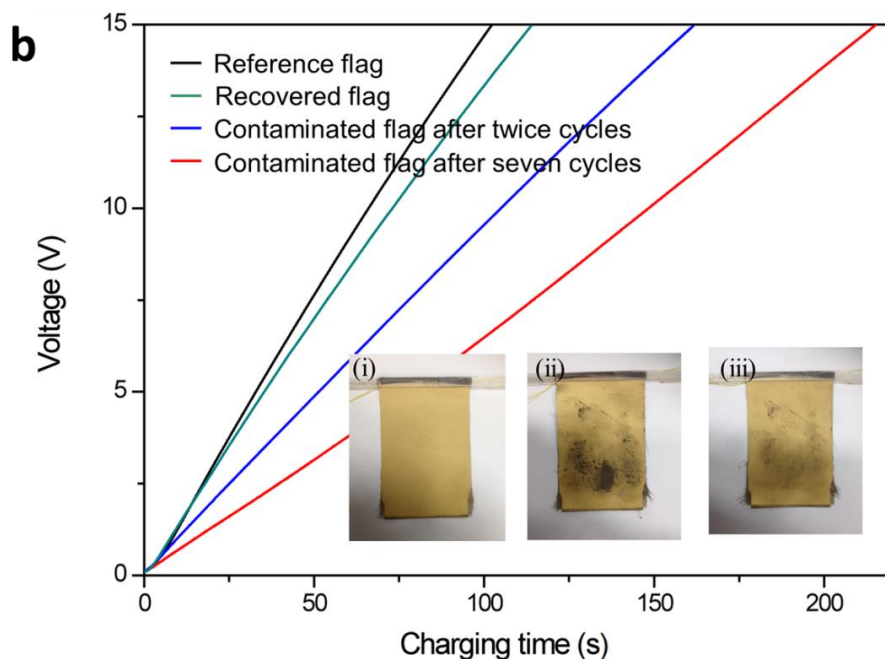 b
15
10
5
0
Voltage (V)
Reference flag
Recovered flag
Contaminated flag after twice cycles
Contaminated flag after seven cycles
(i)
(ii)
(iii)
0
50
100
150
200
Charging time (s)